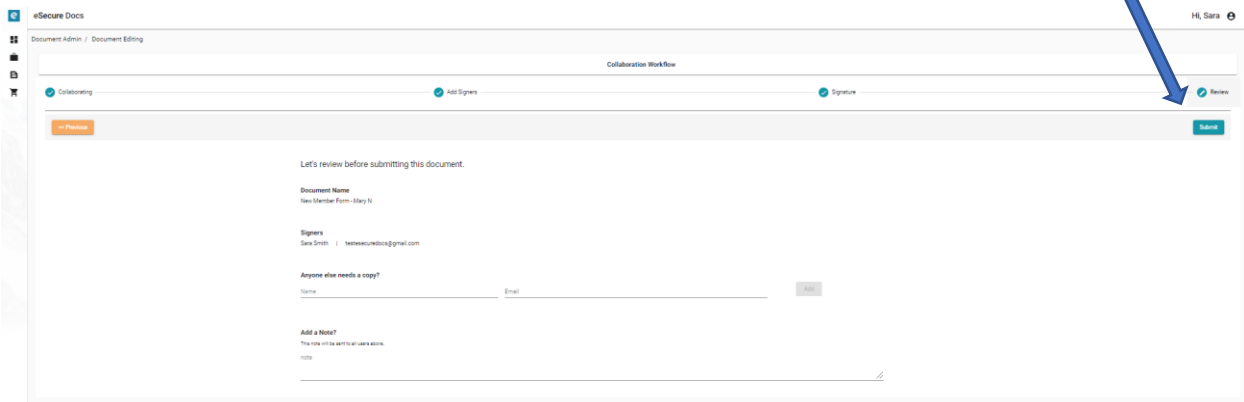 eSecure Docs
Hi, Sara
Document Admin / Document Editing
Collaboration Workflow
Collaborating
Add Signers
Signature
Review
<< Previous
Submit
Let's review before submitting this document.
Document Name
New Member Form - Mary N
Signers
Sara Smith | testesecuredocs@gmail.com
Anyone else needs a copy?
Name
Email
Add
Add a Note?
This note will be sent to all users above.
note